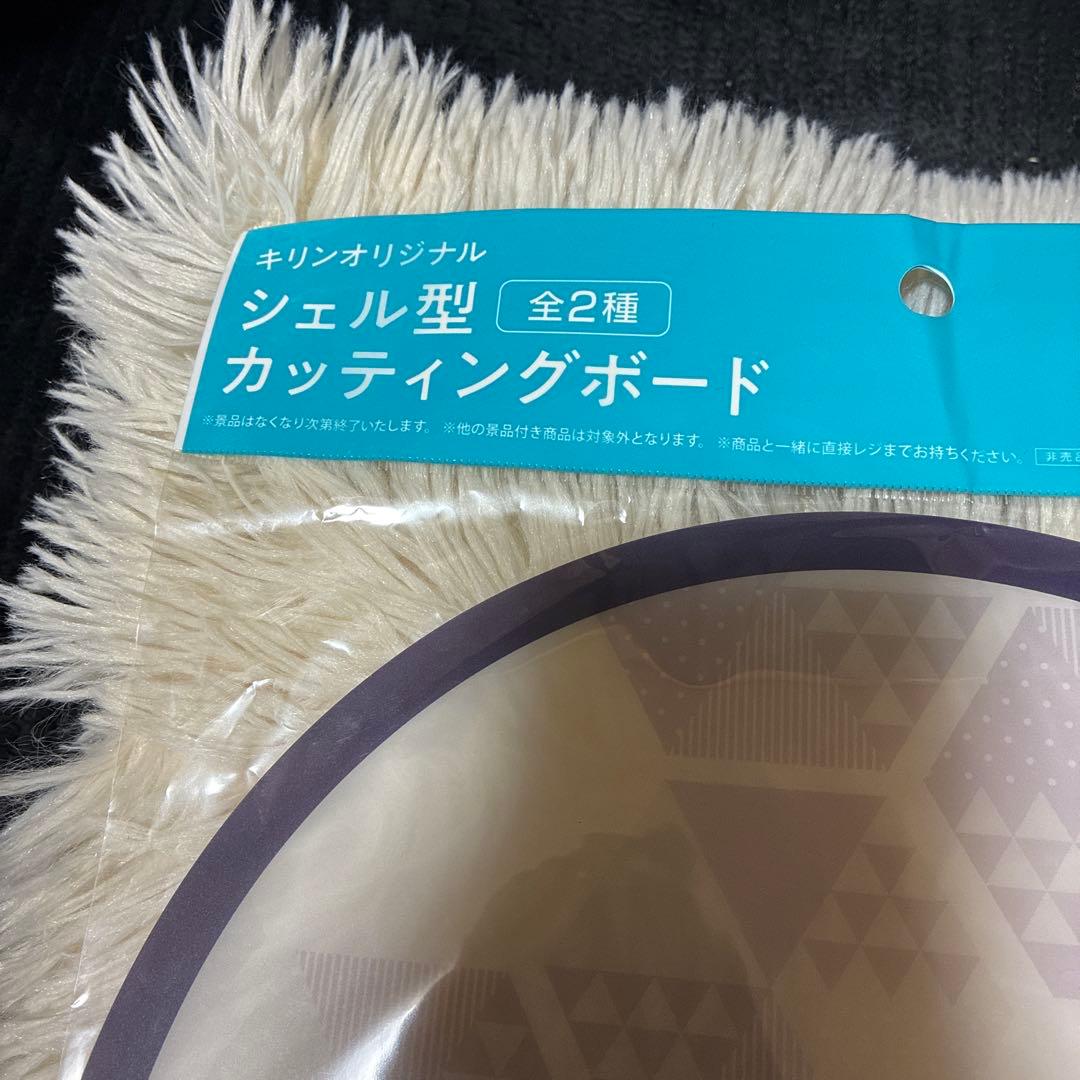 キリンオリジナル
シェル型 全2種
カッティングボード
※景品はなくなり次第終了いたします。 ※他の景品付き商品は対象外となります。 ※商品と一緒に直接レジまでお持ちください。 非売